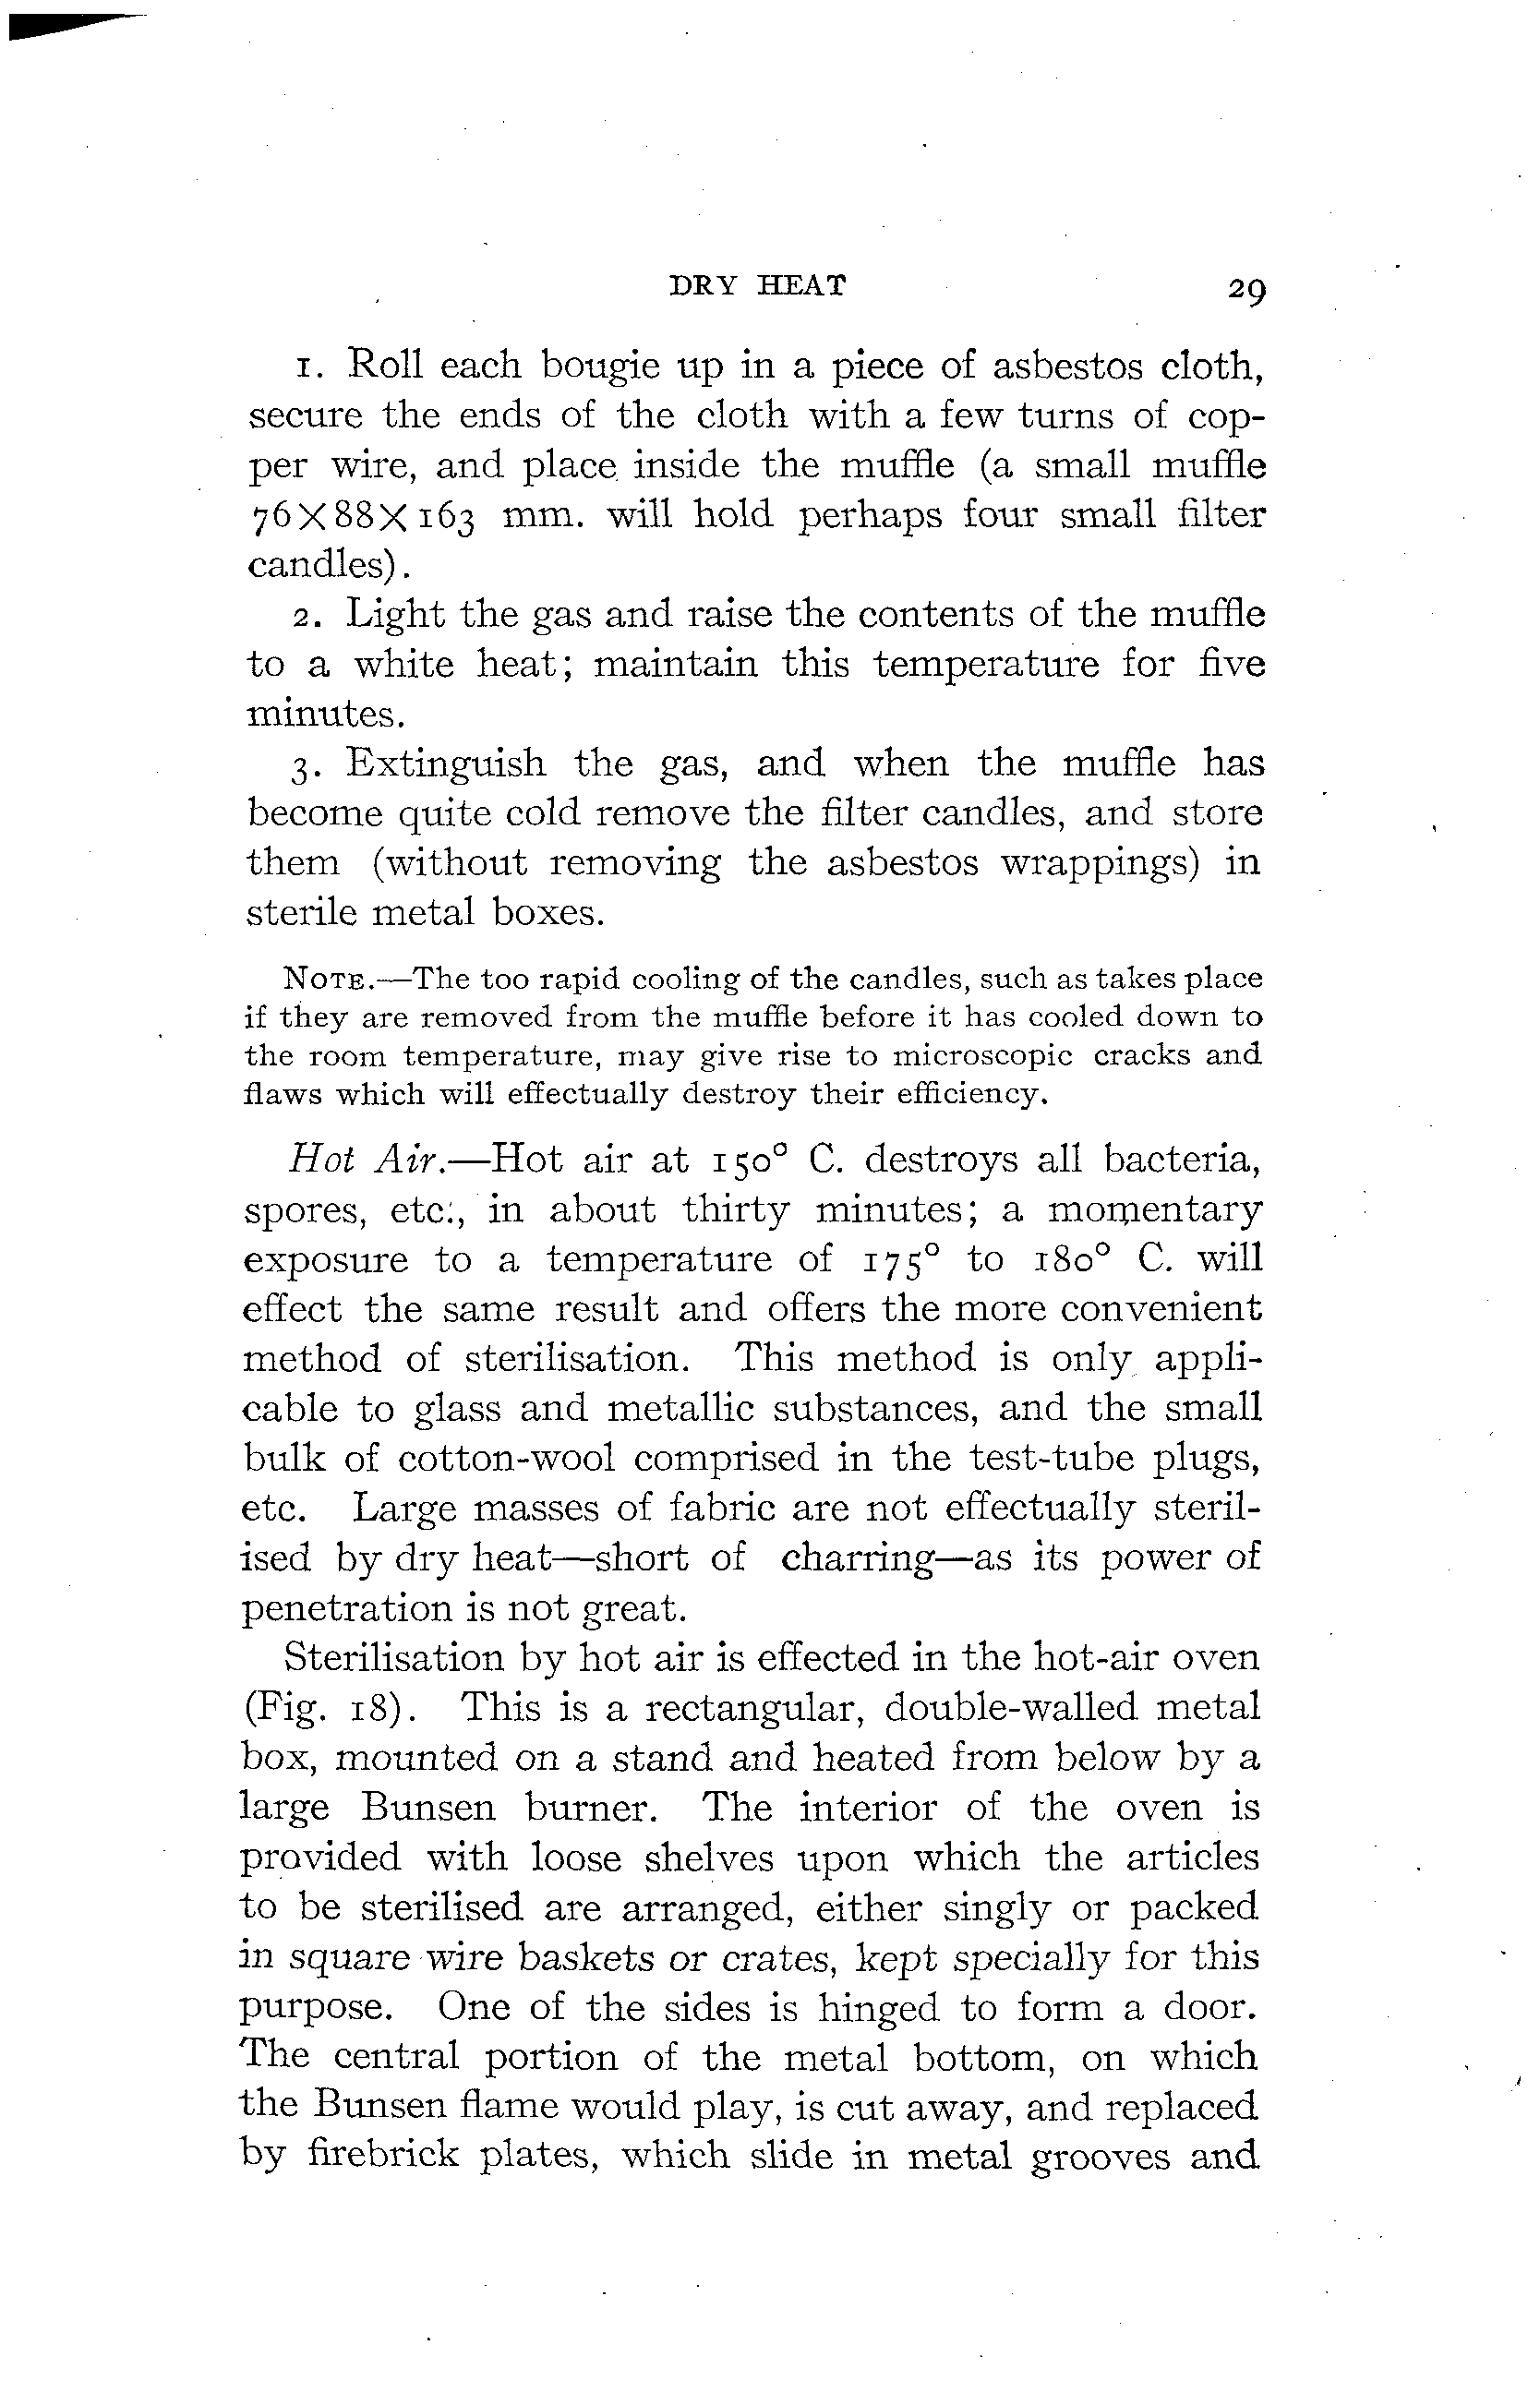 DRY HEAT 29
1. Roll each bougie up in a piece of asbestos cloth,
secure the ends of the cloth with a few turns of cop-
per wire, and place inside the muffle (a small muffle
76×88×163 mm. will hold perhaps four small filter
candles).
2. Light the gas and raise the contents of the muffle
to a white heat; maintain this temperature for five
minutes.
3. Extinguish the gas, and when the muffle has
become quite cold remove the filter candles, and store
them (without removing the asbestos wrappings) in
sterile metal boxes.
NOTE.—The too rapid cooling of the candles, such as takes place
if they are removed from the muffle before it has cooled down to
the room temperature, may give rise to microscopic cracks and
flaws which will effectually destroy their efficiency.
Hot Air.—Hot air at 150° C. destroys all bacteria,
spores, etc., in about thirty minutes; a momentary
exposure to a temperature of 175° to 180° C. will
effect the same result and offers the more convenient
method of sterilisation. This method is only appli-
cable to glass and metallic substances, and the small
bulk of cotton-wool comprised in the test-tube plugs,
etc. Large masses of fabric are not effectually steril-
ised by dry heat—short of charring—as its power of
penetration is not great.
Sterilisation by hot air is effected in the hot-air oven
(Fig. 18). This is a rectangular, double-walled metal
box, mounted on a stand and heated from below by a
large Bunsen burner. The interior of the oven is
provided with loose shelves upon which the articles
to be sterilised are arranged, either singly or packed
in square wire baskets or crates, kept specially for this
purpose. One of the sides is hinged to form a door.
The central portion of the metal bottom, on which
the Bunsen flame would play, is cut away, and replaced
by firebrick plates, which slide in metal grooves and